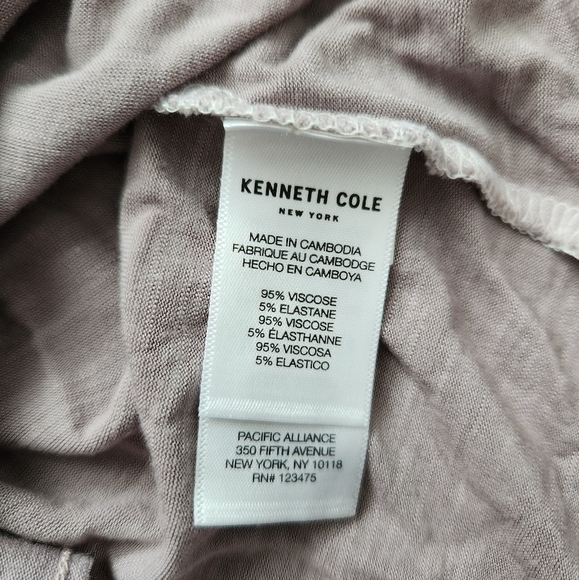 KENNETH COLE
NEW YORK
MADE IN CAMBODIA
FABRIQUE AU CAMBODGE
HECHO EN CAMBOYA
95% VISCOSE
5% ELASTANE
95% VISCOSE
5% ÉLASTHANNE
95% VISCOSA
5% ELASTICO
PACIFIC ALLIANCE
350 FIFTH AVENUE
NEW YORK, NY 10118
RN# 123475